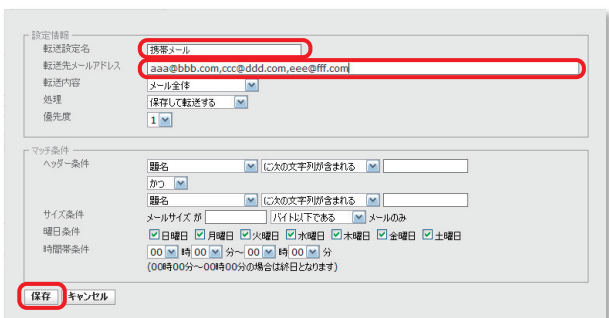 設定情報
転送設定名 携帯メール
転送先メールアドレス aaa@bbb.com,ccc@ddd.com,eee@fff.com
転送内容 メール全体
処理 保存して転送する
優先度 1
マッチ条件
ヘッダー条件 題名 に次の文字列が含まれる
かつ
題名 に次の文字列が含まれる
サイズ条件 メールサイズ が バイト以下である メールのみ
曜日条件 日曜日 月曜日 火曜日 水曜日 木曜日 金曜日 土曜日
時間帯条件 00 時 00 分～ 00 時 00 分
(00時00分～00時00分の場合は終日となります)
保存 キャンセル